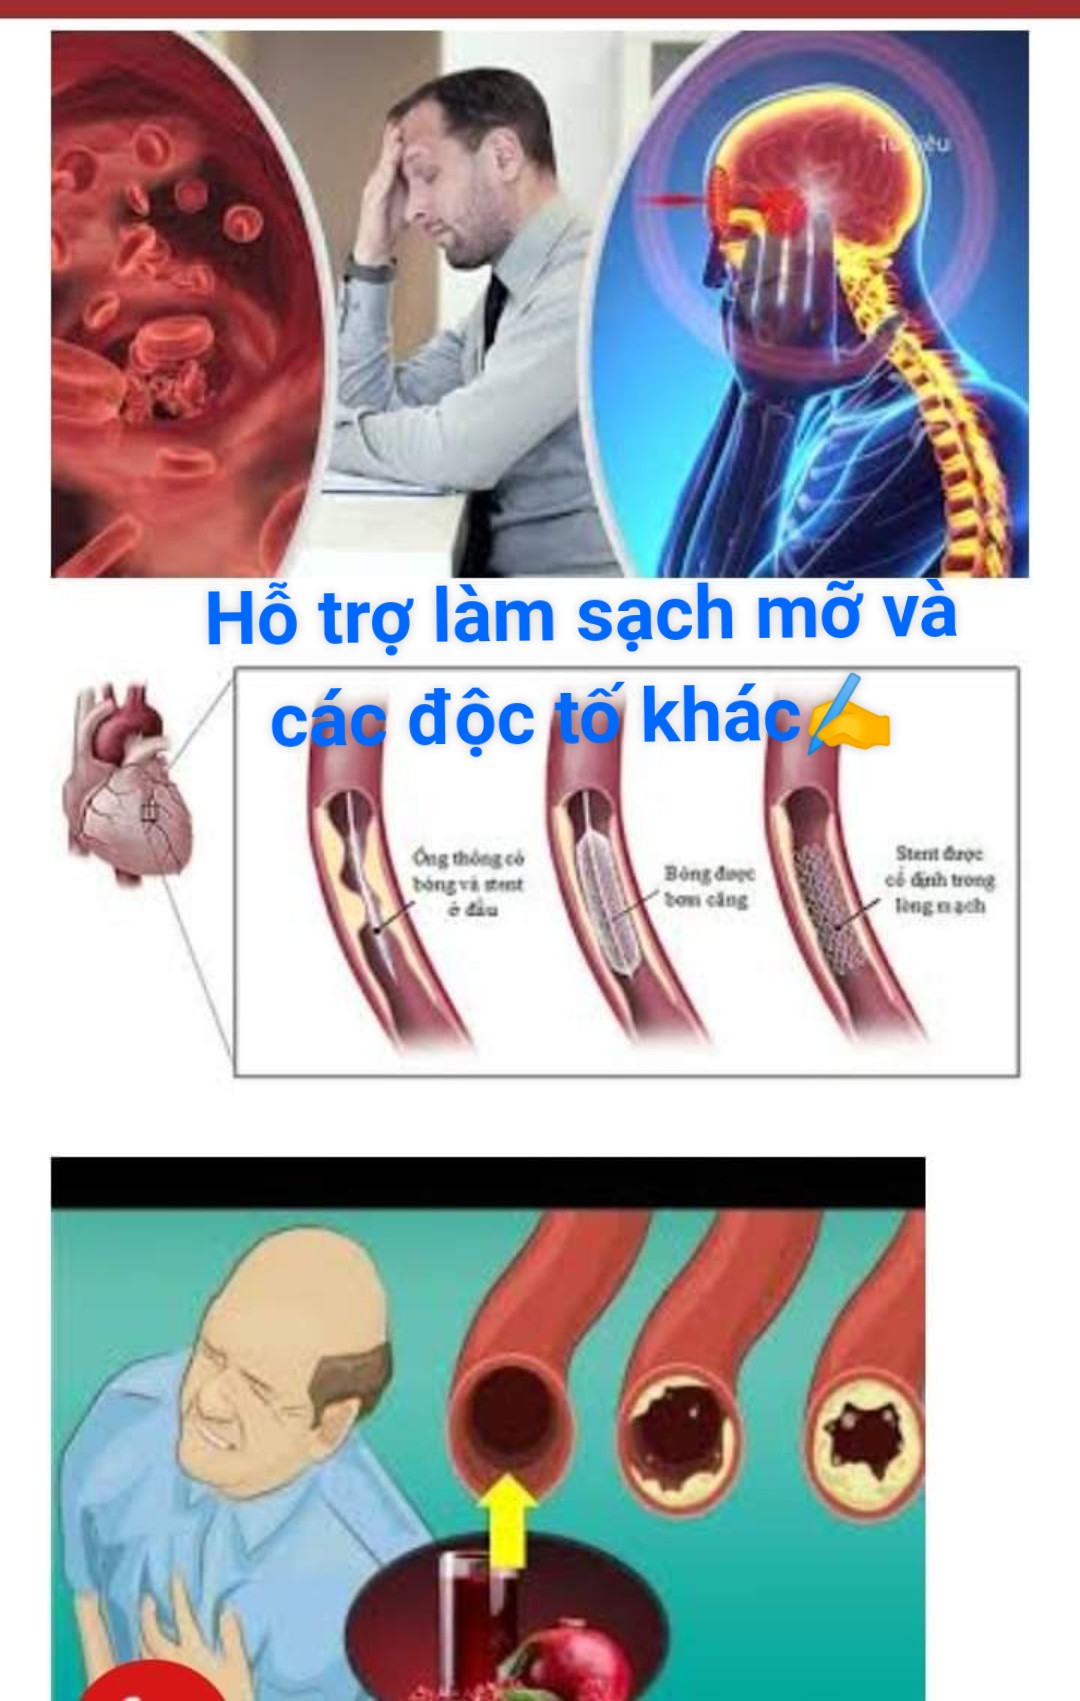 Hỗ trợ làm sạch mỡ và
các độc tố khác✍️
Ống thông có
bóng và stent
ở đầu
Bóng được
bơm căng
Stent được
cố định trong
lòng mạch